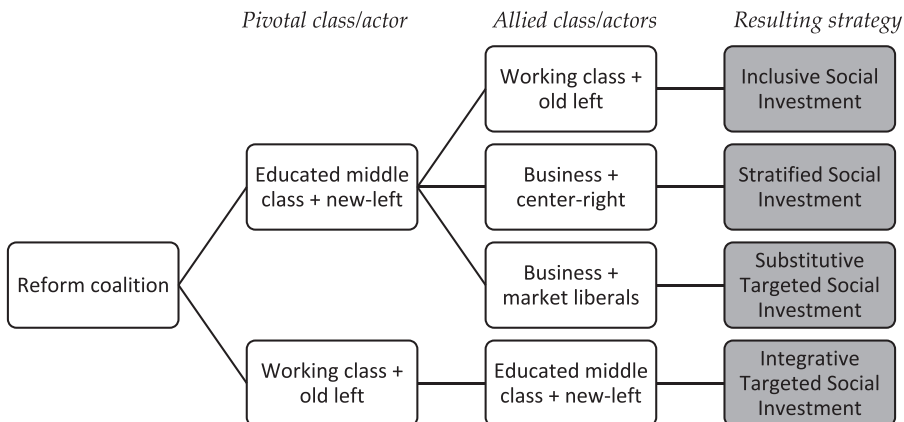 Pivotal class/actor
Allied class/actors
Resulting strategy
Working class +
old left
Inclusive Social
Investment
Educated middle
class + new-left
Business +
center-right
Stratified Social
Investment
Reform coalition
Business +
market liberals
Substitutive
Targeted Social
Investment
Working class +
old left
Educated middle
class + new-left
Integrative
Targeted Social
Investment